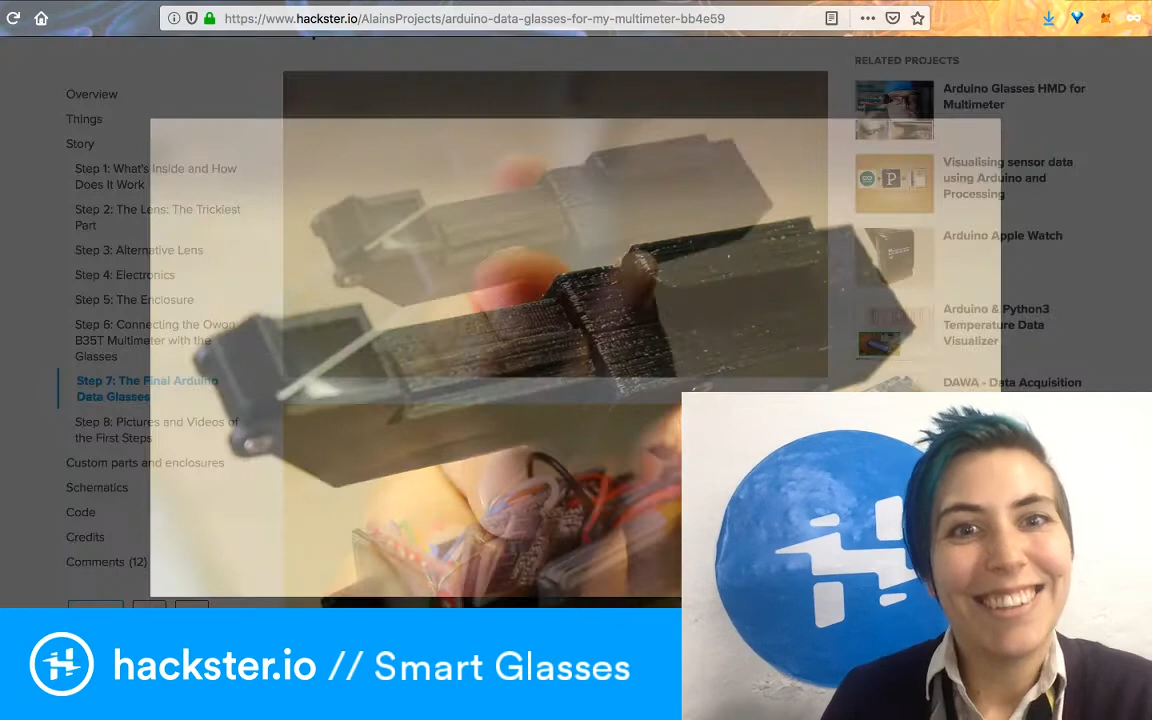 https://www.hackster.io/AlainsProjects/arduino-data-glasses-for-my-multimeter-bb4e59
Overview
Things
Story
Step 1: What's Inside and How
Does It Work
Step 2: The Lens: The Trickiest
Part
Step 3: Alternative Lens
Step 4: Electronics
Step 5: The Enclosure
Step 6: Connecting the Owon
B35T Multimeter with the
Glasses
Step 7: The Final Arduino
Data Glasses
Step 8: Pictures and Videos of
the First Steps
Custom parts and enclosures
Schematics
Code
Credits
Comments (12)
RELATED PROJECTS
Arduino Glasses HMD for
Multimeter
Visualising sensor data
using Arduino and
Processing
Arduino Apple Watch
Arduino & Python3
Temperature Data
Visualizer
DAWA - Data Acquisition
hackster.io // Smart Glasses